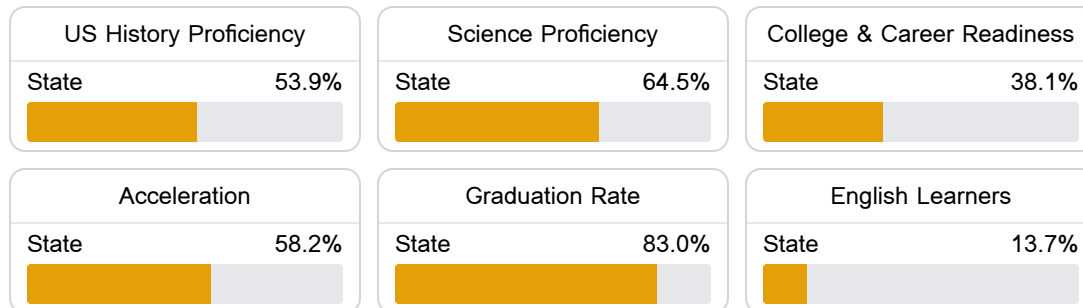 US History Proficiency
State 53.9%
Science Proficiency
State 64.5%
College & Career Readiness
State 38.1%
Acceleration
State 58.2%
Graduation Rate
State 83.0%
English Learners
State 13.7%